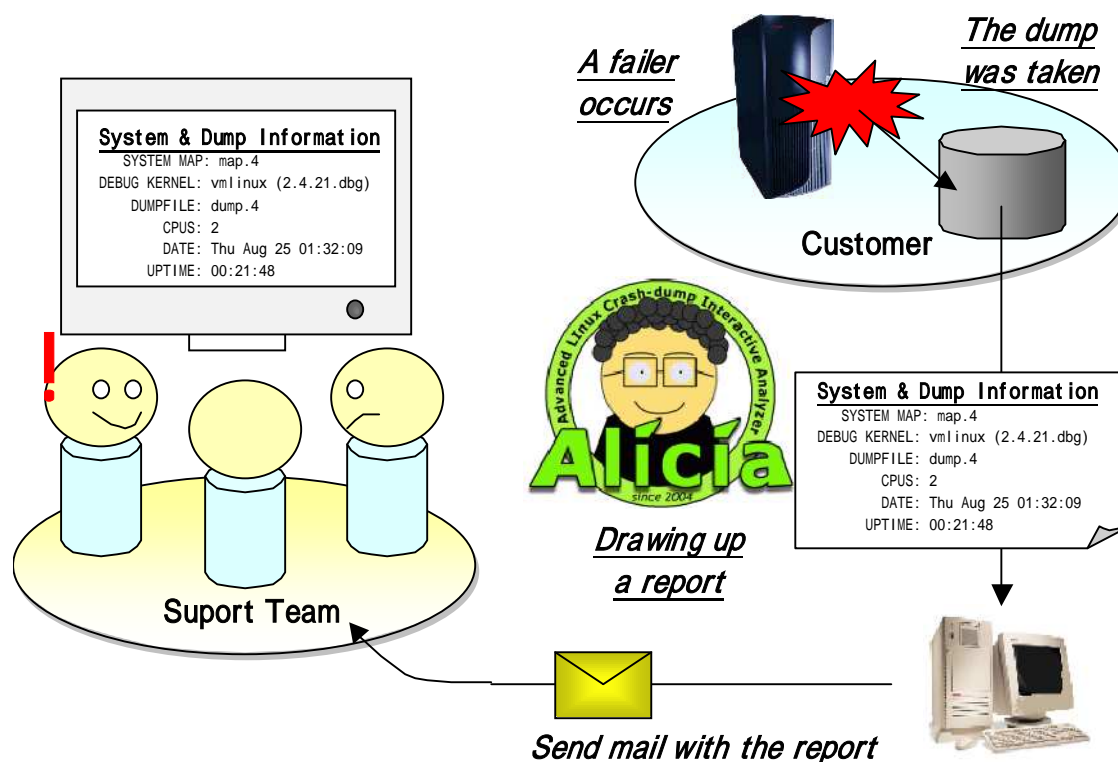 A failer
occurs
The dump
was taken
System & Dump Information
SYSTEM MAP: map.4
DEBUG KERNEL: vmlinux (2.4.21.dbg)
DUMPFILE: dump.4
CPUS: 2
DATE: Thu Aug 25 01:32:09
UPTIME: 00:21:48
Customer
Advanced LInux Crash-dump Interactive Analyzer
Alicia
since 2004
System & Dump Information
SYSTEM MAP: map.4
DEBUG KERNEL: vmlinux (2.4.21.dbg)
DUMPFILE: dump.4
CPUS: 2
DATE: Thu Aug 25 01:32:09
UPTIME: 00:21:48
Drawing up
a report
!
Suport Team
Send mail with the report